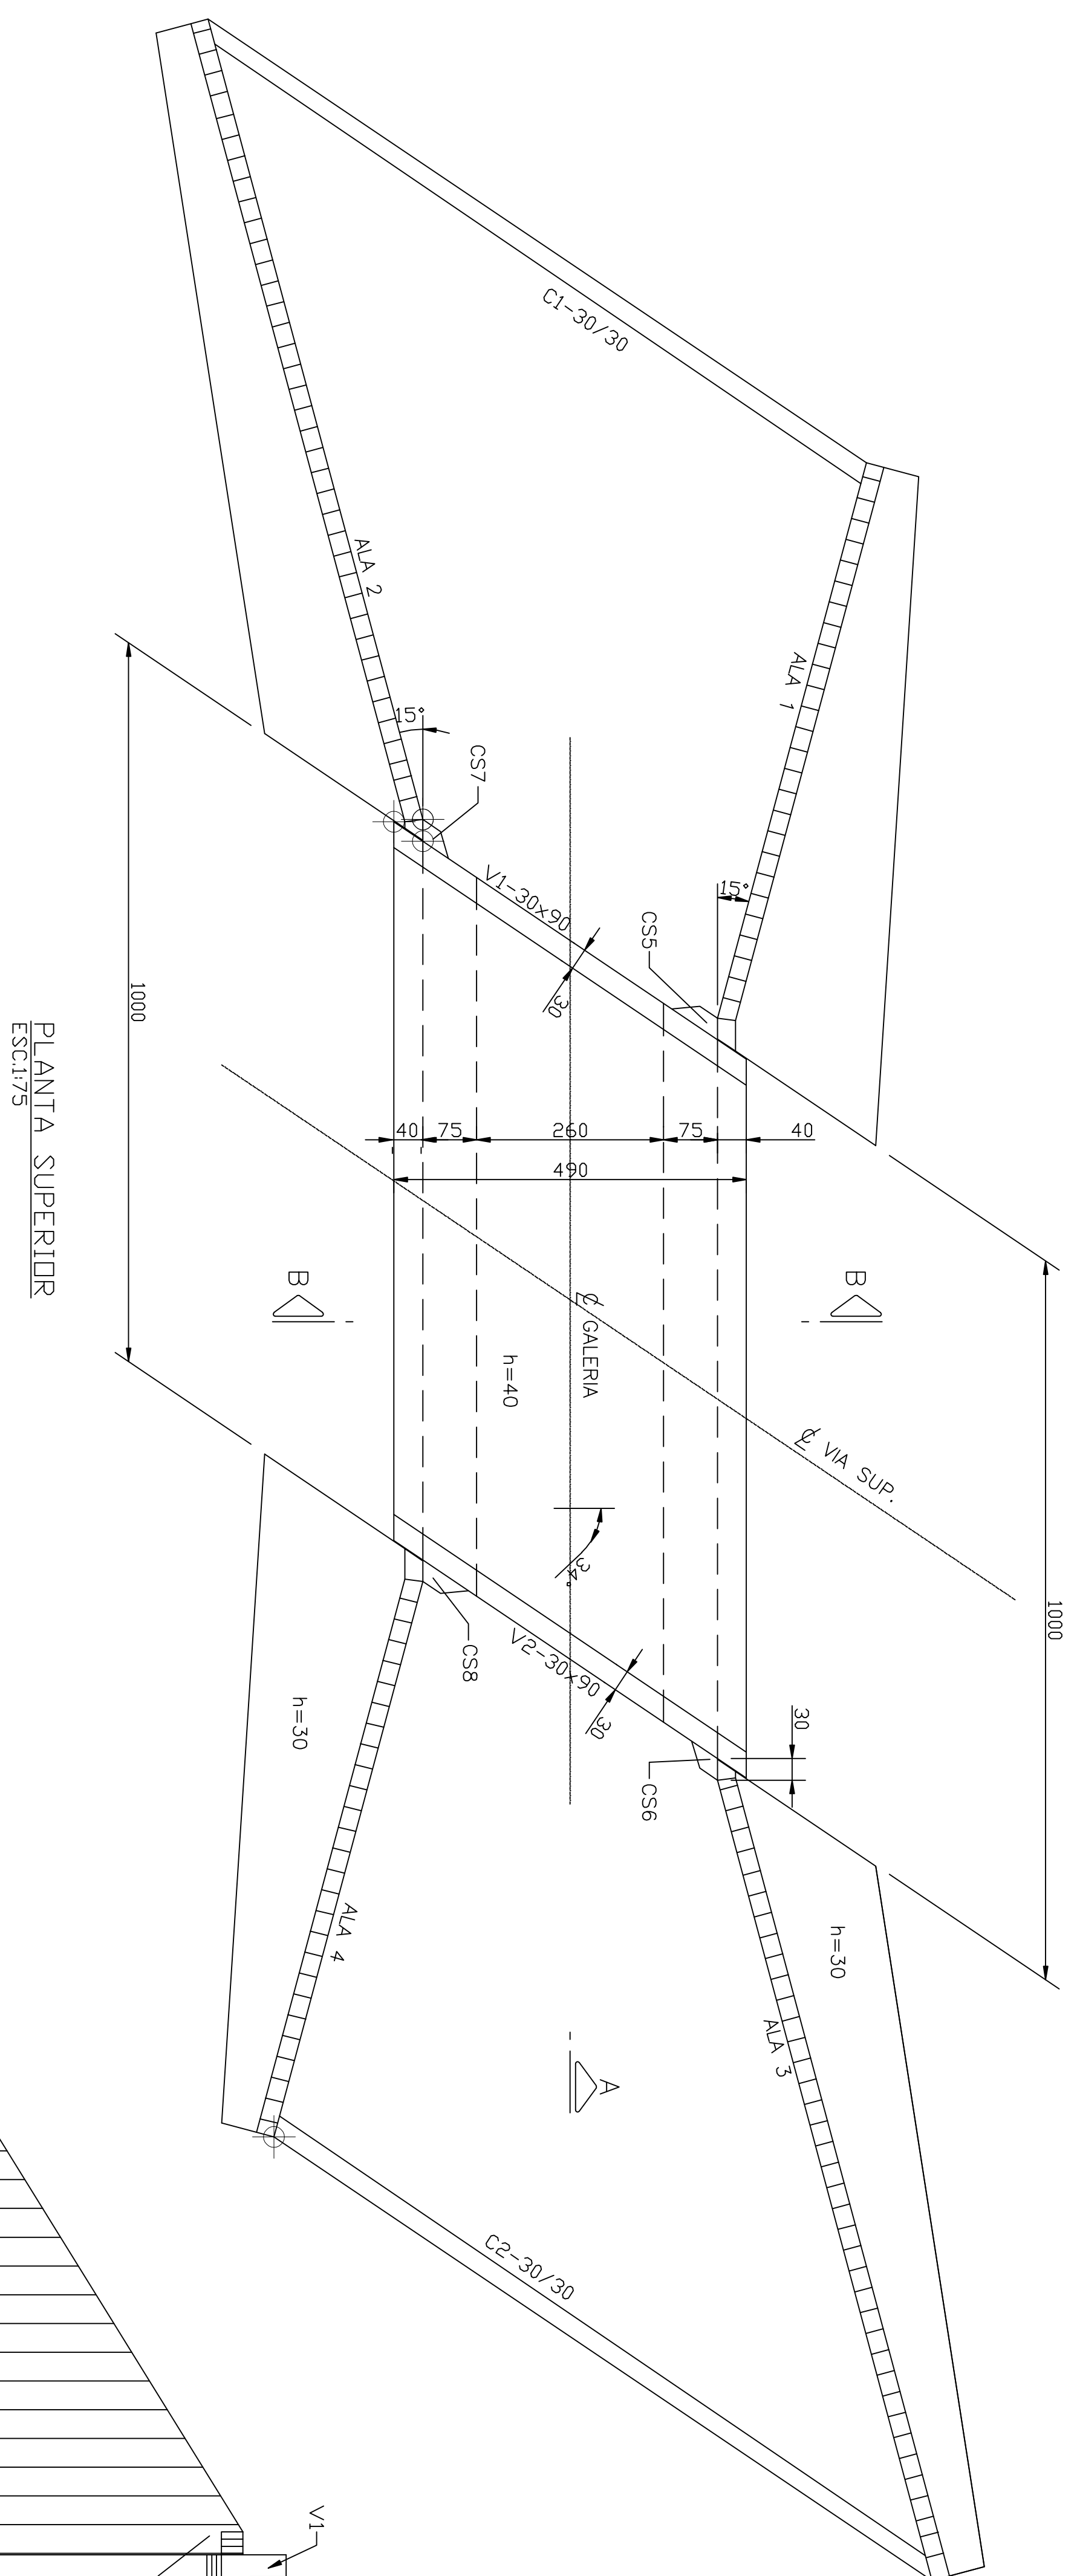 C1-30/30
ALA 2
ALA 1
15°
CS7
15°
V1-30x90
CS5
30
1000
40
75
260
75
40
490
PLANTA SUPERIOR
ESC.1:75
B
B
℄ GALERIA
h=40
℄ VIA SUP.
34°
1000
V2-30x90
CS8
30
30
CS6
h=30
h=30
ALA 4
ALA 3
A
C2-30/30
V1